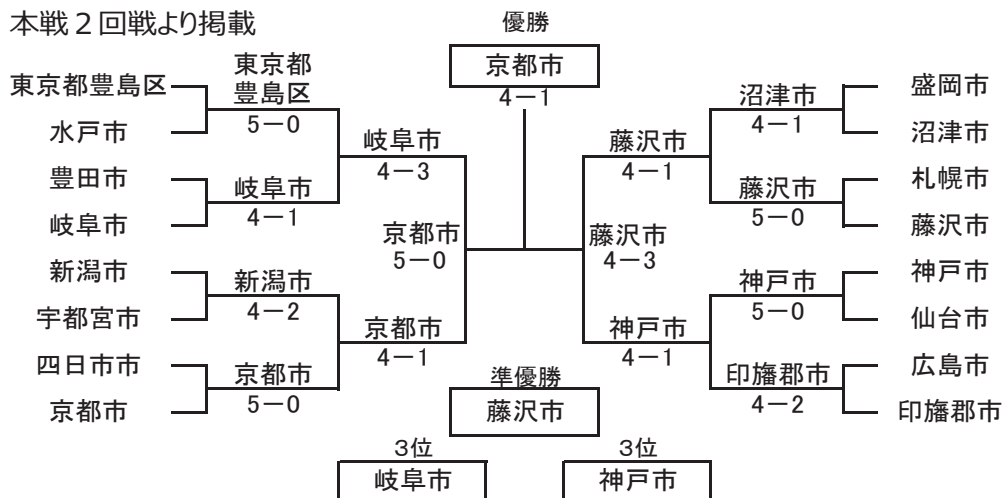 本戦２回戦より掲載
優勝
京都市
4－1
東京都豊島区
水戸市
豊田市
岐阜市
新潟市
宇都宮市
四日市市
京都市
東京都
豊島区
5－0
岐阜市
4－1
新潟市
4－2
京都市
5－0
岐阜市
4－3
京都市
4－1
京都市
5－0
藤沢市
4－3
藤沢市
4－1
神戸市
4－1
沼津市
4－1
藤沢市
5－0
神戸市
5－0
印旛郡市
4－2
盛岡市
沼津市
札幌市
藤沢市
神戸市
仙台市
広島市
印旛郡市
準優勝
藤沢市
３位
岐阜市
３位
神戸市